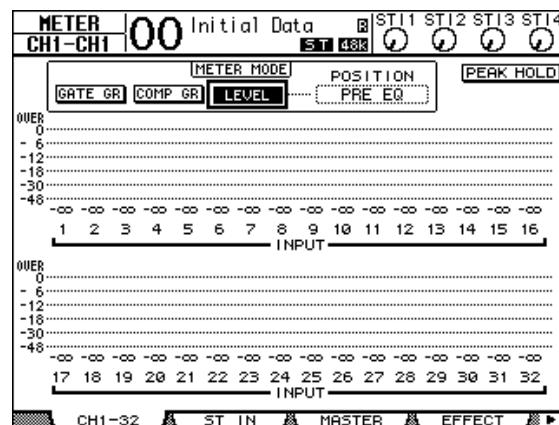 METER
CH1-CH1
00 Initial Data R
ST 48k
STI1 STI2 STI3 STI4
METER MODE
GATE GR COMP GR LEVEL
POSITION
PRE EQ
PEAK HOLD
OVER
0
- 6
-12
-18
-30
-48
-∞ -∞ -∞ -∞ -∞ -∞ -∞ -∞ -∞ -∞ -∞ -∞ -∞ -∞ -∞ -∞
1 2 3 4 5 6 7 8 9 10 11 12 13 14 15 16
INPUT
OVER
0
- 6
-12
-18
-30
-48
-∞ -∞ -∞ -∞ -∞ -∞ -∞ -∞ -∞ -∞ -∞ -∞ -∞ -∞ -∞ -∞
17 18 19 20 21 22 23 24 25 26 27 28 29 30 31 32
INPUT
CH1-32 ST IN MASTER EFFECT